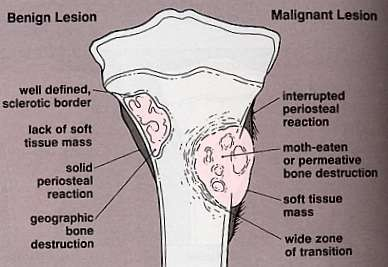 Benign Lesion
well defined,
sclerotic border
lack of soft
tissue mass
solid
periosteal
reaction
geographic
bone
destruction
Malignant Lesion
interrupted
periosteal
reaction
moth-eaten
or permeative
bone destruction
soft tissue
mass
wide zone
of transition